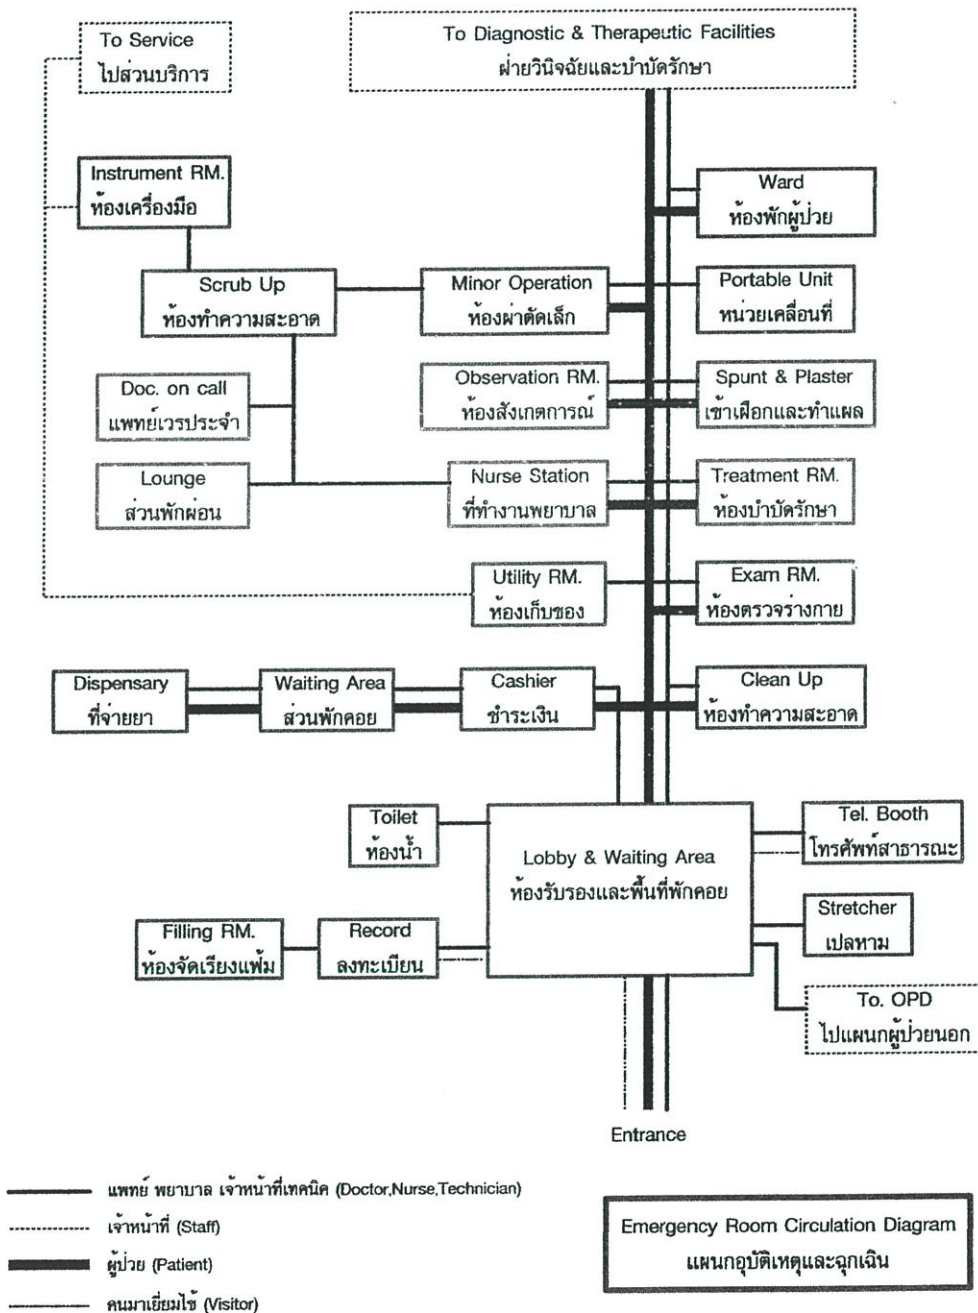 To Service
ไปส่วนบริการ
To Diagnostic & Therapeutic Facilities
ฝ่ายวินิจฉัยและบำบัดรักษา
Instrument RM.
ห้องเครื่องมือ
Ward
ห้องพักผู้ป่วย
Scrub Up
ห้องทำความสะอาด
Minor Operation
ห้องผ่าตัดเล็ก
Portable Unit
หน่วยเคลื่อนที่
Doc. on call
แพทย์เวรประจำ
Observation RM.
ห้องสังเกตการณ์
Spunt & Plaster
เข้าเฝือกและทำแผล
Lounge
ส่วนพักผ่อน
Nurse Station
ที่ทำงานพยาบาล
Treatment RM.
ห้องบำบัดรักษา
Utility RM.
ห้องเก็บของ
Exam RM.
ห้องตรวจร่างกาย
Dispensary
ที่จ่ายยา
Waiting Area
ส่วนพักคอย
Cashier
ชำระเงิน
Clean Up
ห้องทำความสะอาด
Toilet
ห้องน้ำ
Lobby & Waiting Area
ห้องรับรองและพื้นที่พักคอย
Tel. Booth
โทรศัพท์สาธารณะ
Filling RM.
ห้องจัดเรียงแฟ้ม
Record
ลงทะเบียน
Stretcher
เปลหาม
To. OPD
ไปแผนกผู้ป่วยนอก
Entrance
แพทย์ พยาบาล เจ้าหน้าที่เทคนิค (Doctor,Nurse,Technician)
เจ้าหน้าที่ (Staff)
ผู้ป่วย (Patient)
คนมาเยี่ยมไข้ (Visitor)
Emergency Room Circulation Diagram
แผนกอุบัติเหตุและฉุกเฉิน